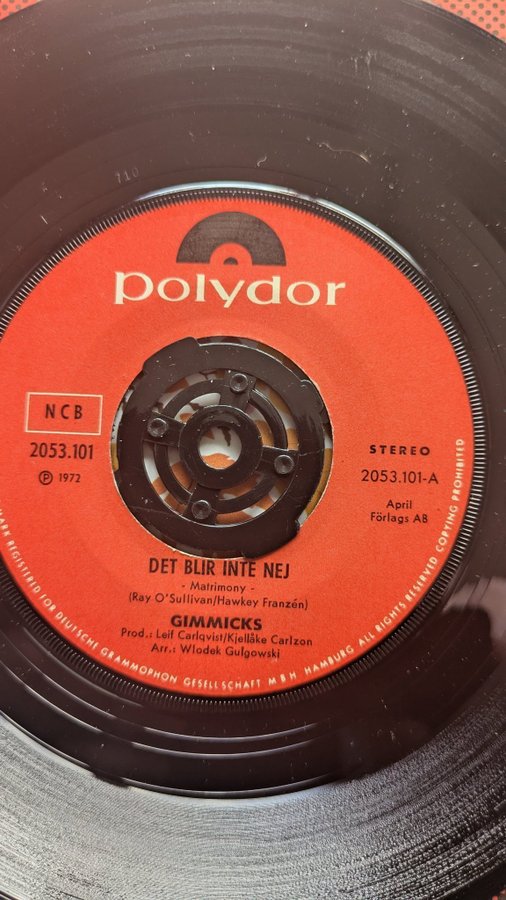 110
polydor
NCB
2053.101
℗ 1972
STEREO
2053.101-A
April
Förlags AB
DET BLIR INTE NEJ
- Matrimony -
(Ray O'Sullivan/Hawkey Franzén)
GIMMICKS
Prod.: Leif Carlqvist/Kjellåke Carlzon
Arr.: Wlodek Gulgowski
MARK REGISTERED FOR DEUTSCHE GRAMMOPHON GESELLSCHAFT M B H HAMBURG ALL RIGHTS RESERVED COPYING PROHIBITED